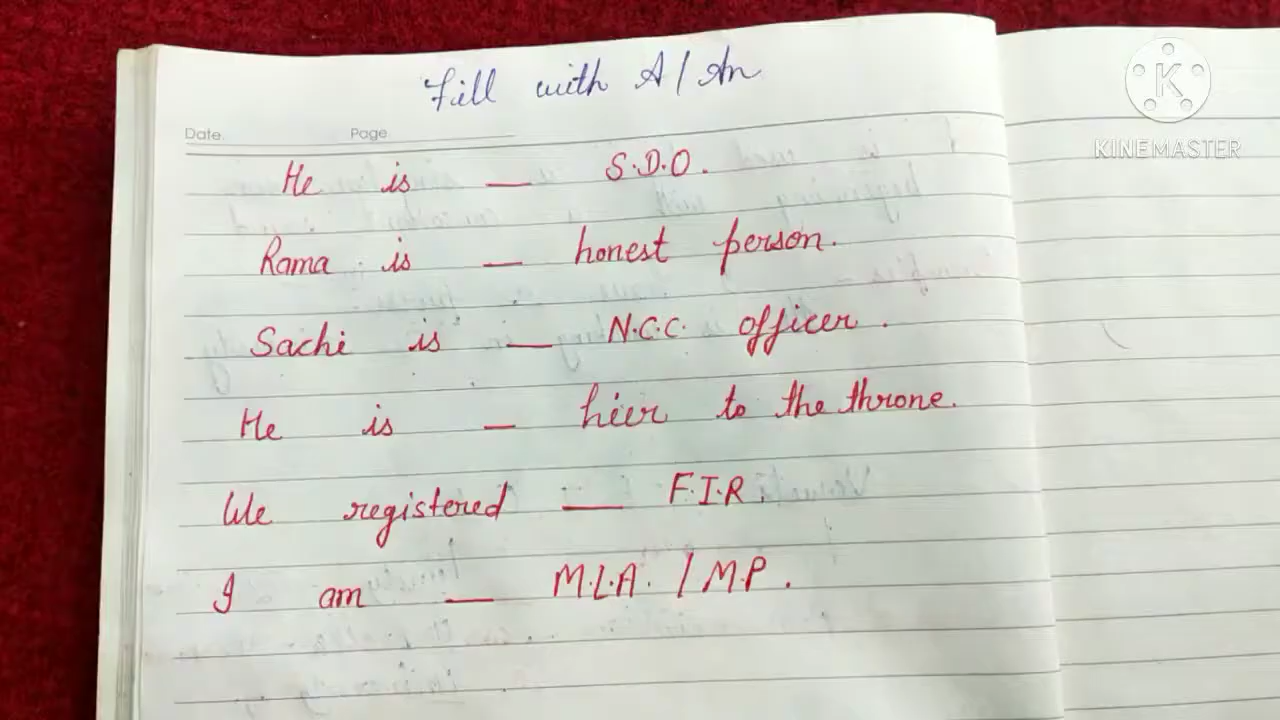 Fill with A/An
Date. Page
He is __ S.D.O.
Rama is __ honest person.
Sachi is __ N.C.C. officer.
He is __ hier to the throne.
We registered __ F.I.R.
I am __ M.L.A. / M.P.
K
KINEMASTER